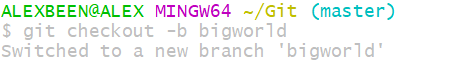 ALEXBEEN@ALEX MINGW64 ~/Git (master)
$ git checkout -b bigworld
Switched to a new branch 'bigworld'